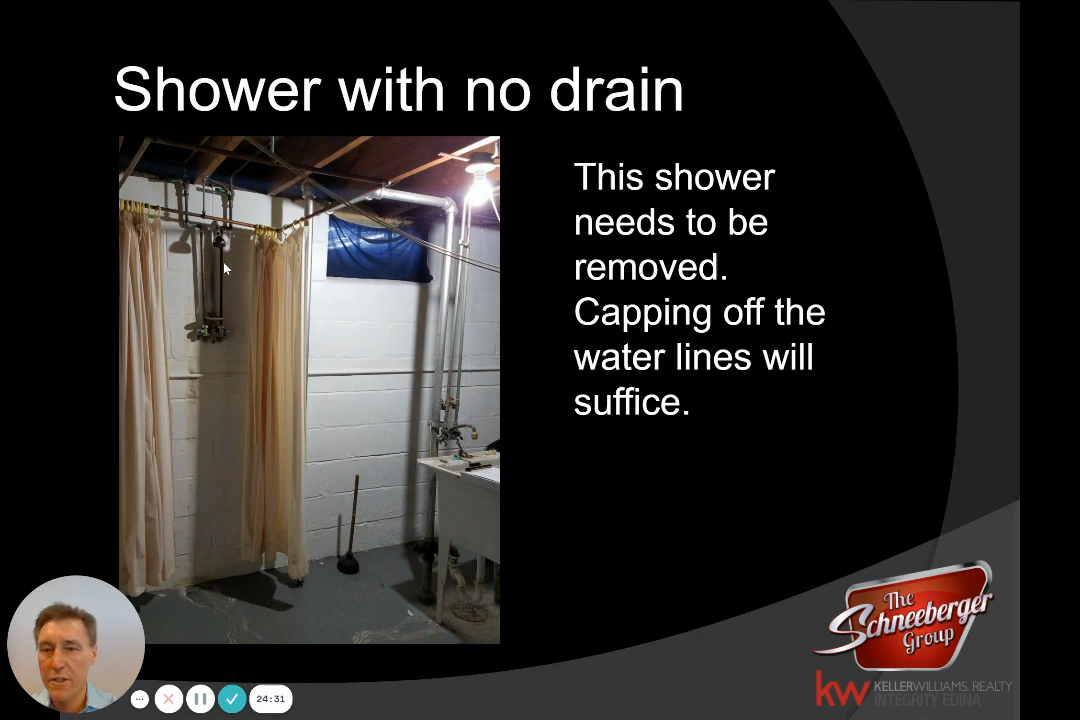 Shower with no drain
This shower
needs to be
removed.
Capping off the
water lines will
suffice.
The
Schneeberger
Group
kw KELLERWILLIAMS. REALTY
INTEGRITY EDINA
24:31